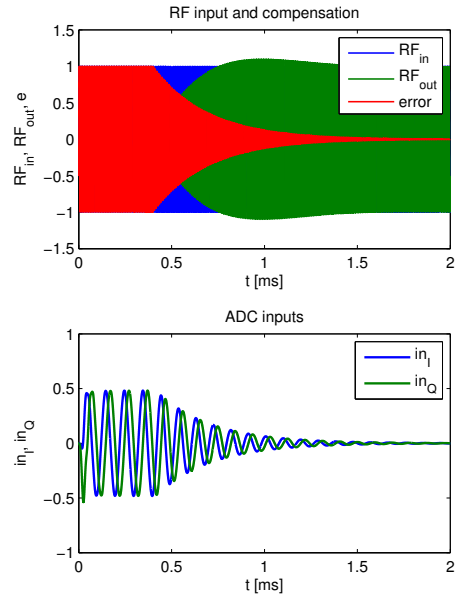 RF input and compensation
1.5
1
0.5
0
−0.5
−1
−1.5
RF_in, RF_out, e
RF_in
RF_out
error
0
0.5
1
1.5
2
t [ms]
ADC inputs
1
0.5
0
−0.5
−1
in_I, in_Q
in_I
in_Q
0
0.5
1
1.5
2
t [ms]